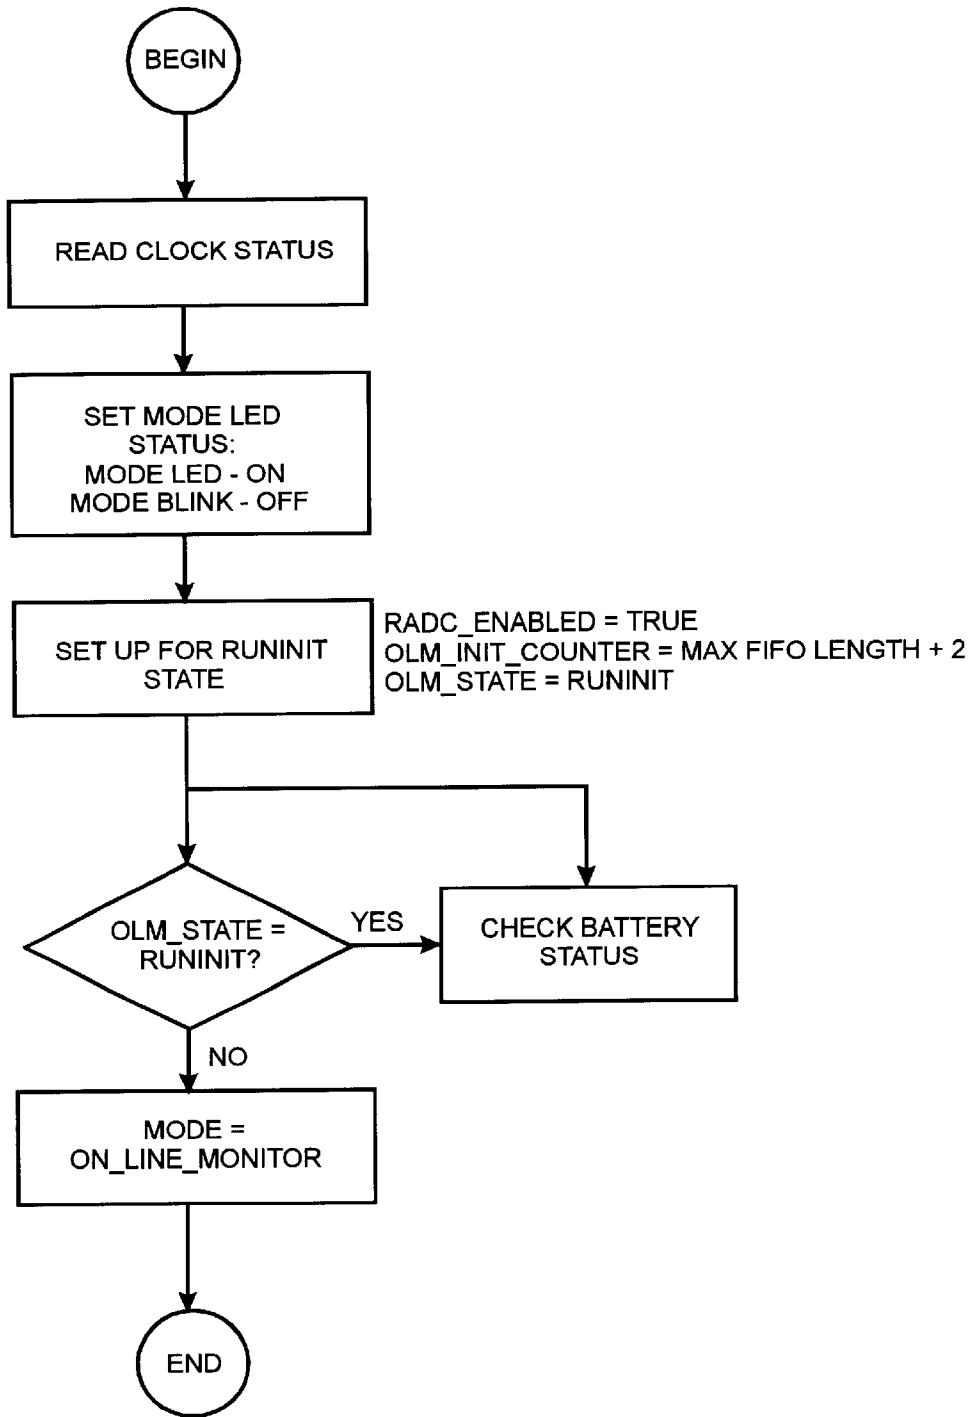 BEGIN
READ CLOCK STATUS
SET MODE LED
STATUS:
MODE LED - ON
MODE BLINK - OFF
SET UP FOR RUNINIT
STATE
RADC_ENABLED = TRUE
OLM_INIT_COUNTER = MAX FIFO LENGTH + 2
OLM_STATE = RUNINIT
OLM_STATE =
RUNINIT?
YES
CHECK BATTERY
STATUS
NO
MODE =
ON_LINE_MONITOR
END